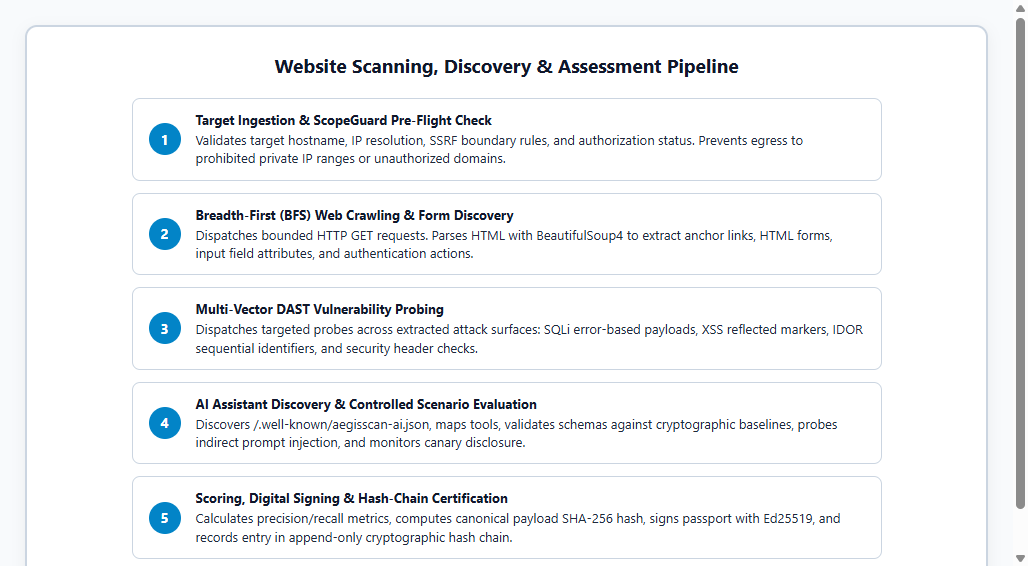 Website Scanning, Discovery & Assessment Pipeline
1
Target Ingestion & ScopeGuard Pre-Flight Check
Validates target hostname, IP resolution, SSRF boundary rules, and authorization status. Prevents egress to
prohibited private IP ranges or unauthorized domains.
2
Breadth-First (BFS) Web Crawling & Form Discovery
Dispatches bounded HTTP GET requests. Parses HTML with BeautifulSoup4 to extract anchor links, HTML forms,
input field attributes, and authentication actions.
3
Multi-Vector DAST Vulnerability Probing
Dispatches targeted probes across extracted attack surfaces: SQLi error-based payloads, XSS reflected markers, IDOR
sequential identifiers, and security header checks.
4
AI Assistant Discovery & Controlled Scenario Evaluation
Discovers /.well-known/aegisscan-ai.json, maps tools, validates schemas against cryptographic baselines, probes
indirect prompt injection, and monitors canary disclosure.
5
Scoring, Digital Signing & Hash-Chain Certification
Calculates precision/recall metrics, computes canonical payload SHA-256 hash, signs passport with Ed25519, and
records entry in append-only cryptographic hash chain.